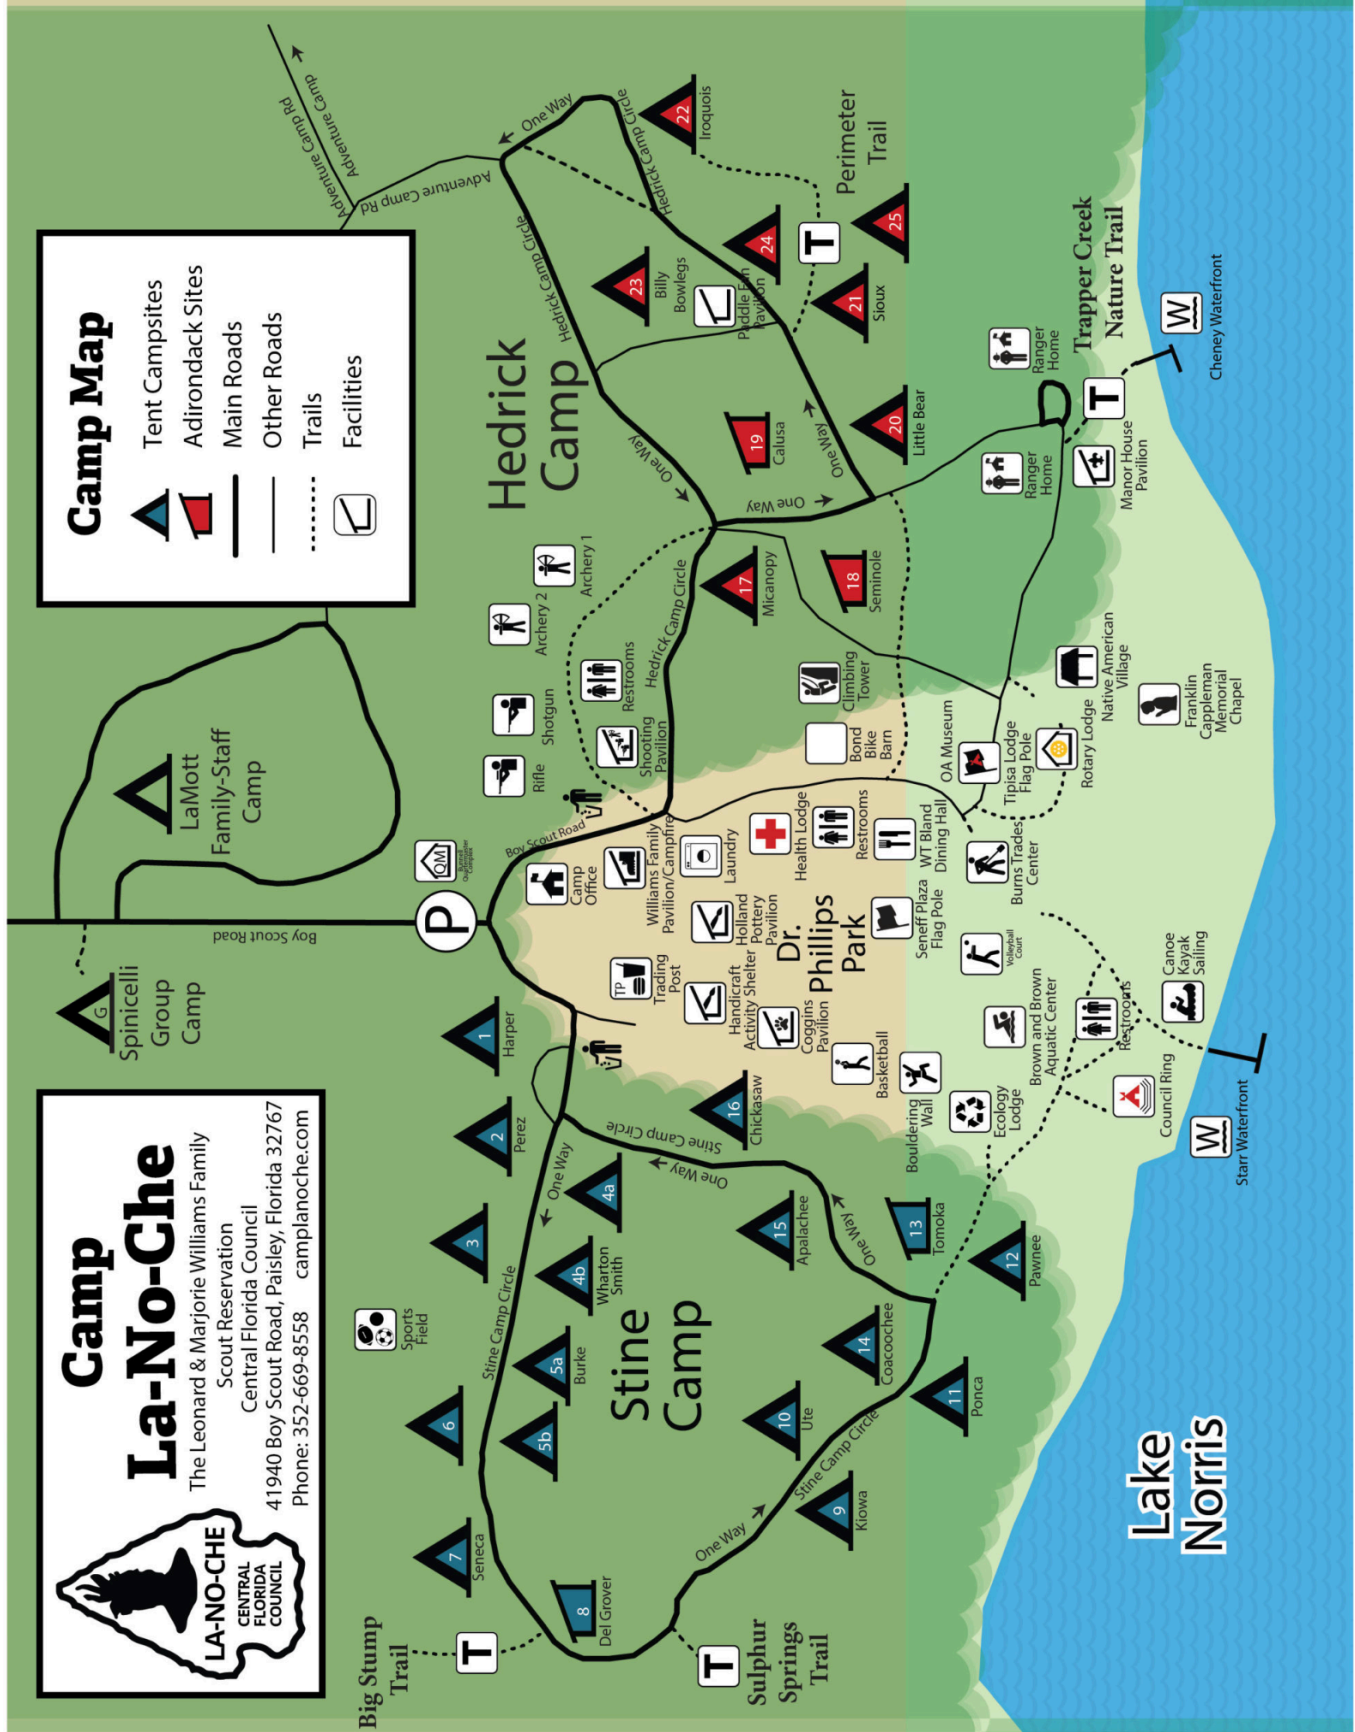 Camp
La-No-Che
The Leonard & Marjorie Williams Family
Scout Reservation
Central Florida Council
41940 Boy Scout Road, Paisley, Florida 32767
Phone: 352-669-8558 camplanoche.com
LA-NO-CHE
CENTRAL
FLORIDA
COUNCIL
Camp Map
Tent Campsites
Adirondack Sites
Main Roads
Other Roads
Trails
Facilities
G
Spinicelli
Group
Camp
LaMott
Family-Staff
Camp
Boy Scout Road
Adventure Camp Rd
Adventure Camp
Adventure Camp Rd
Adventure Camp Rd
P
QM
Big Stump
Trail
T
Sports
Field
7
Seneca
6
3
2
Perez
1
Harper
Stine Camp Circle
One Way
8
Del Grover
5b
5a
Burke
4b
Wharton
Smith
4a
Stine
Camp
T
Sulphur
Springs
Trail
One Way
Stine Camp Circle
9
Kiowa
10
Ute
14
Coacoochee
15
Apalachee
16
Chickasaw
Stine Camp Circle
One Way
One Way
11
Ponca
12
Pawnee
13
Tomoka
Boy Scout Road
Camp
Office
Williams Family
Pavilion/Campfire
Laundry
TP
Trading
Post
Holland
Pottery
Pavilion
Handicraft
Activity Shelter
Coggins
Pavilion
Dr.
Phillips
Park
Health Lodge
Restrooms
WT Bland
Dining Hall
Seneff Plaza
Flag Pole
Basketball
Bouldering
Wall
Ecology
Lodge
Volleyball
Court
Brown and Brown
Aquatic Center
Restrooms
Canoe
Kayak
Sailing
Council Ring
W
Starr Waterfront
Burns Trades
Center
OA Museum
Tipisa Lodge
Flag Pole
Rotary Lodge
Native American
Village
Franklin
Cappleman
Memorial
Chapel
Bond
Bike
Barn
Climbing
Tower
Rifle
Shotgun
Archery 2
Archery 1
Shooting
Pavilion
Restrooms
Hedrick Camp Circle
Hedrick
Camp
17
Micanopy
18
Seminole
19
Calusa
20
Little Bear
One Way
One Way
One Way
Hedrick Camp Circle
23
Billy
Bowlegs
Paddle Fan
Pavilion
24
21
Sioux
25
T
Perimeter
Trail
22
Iroquois
Hedrick Camp Circle
Hedrick Camp Circle
One Way
Ranger
Home
Ranger
Home
Manor House
Pavilion
T
Trapper Creek
Nature Trail
W
Cheney Waterfront
Lake
Norris